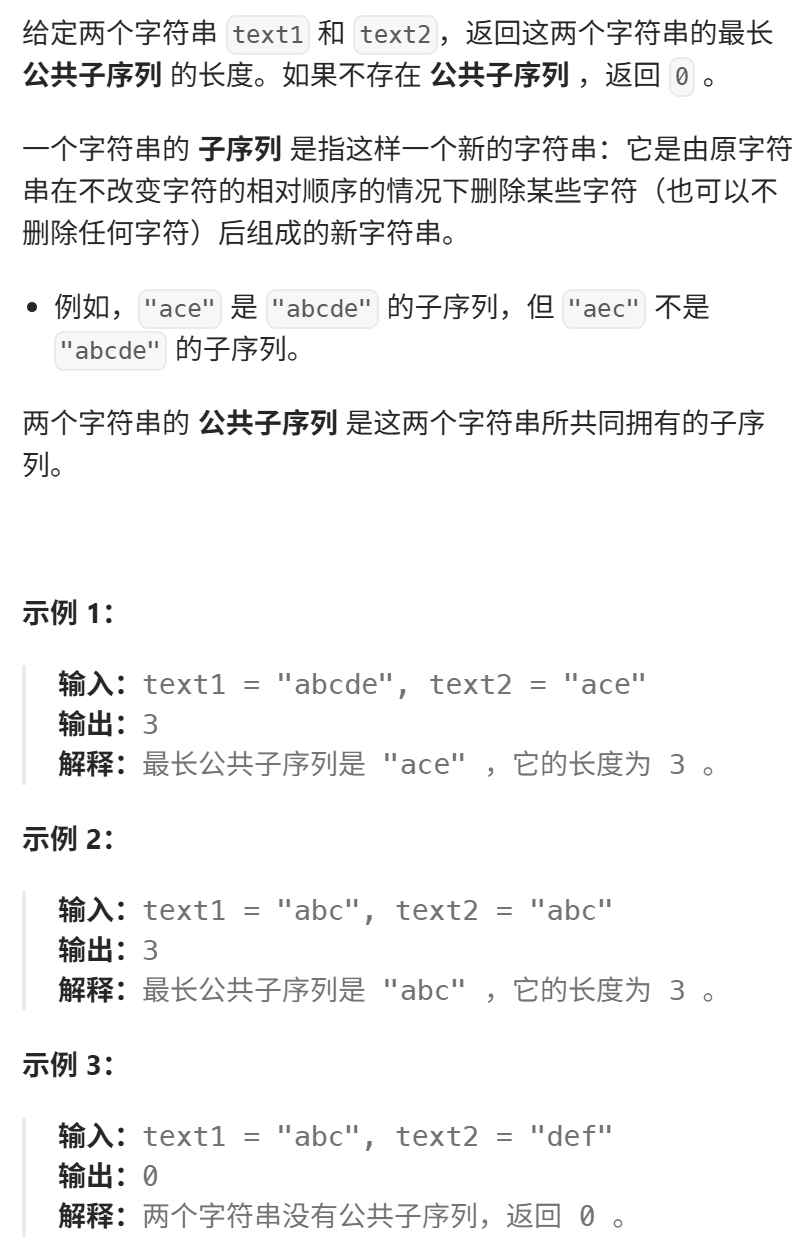 给定两个字符串 text1 和 text2，返回这两个字符串的最长
公共子序列 的长度。如果不存在 公共子序列 ，返回 0 。
一个字符串的 子序列 是指这样一个新的字符串：它是由原字符
串在不改变字符的相对顺序的情况下删除某些字符（也可以不
删除任何字符）后组成的新字符串。
• 例如，"ace" 是 "abcde" 的子序列，但 "aec" 不是
"abcde" 的子序列。
两个字符串的 公共子序列 是这两个字符串所共同拥有的子序
列。
示例 1：
输入：text1 = "abcde", text2 = "ace"
输出：3
解释：最长公共子序列是 "ace" ，它的长度为 3 。
示例 2：
输入：text1 = "abc", text2 = "abc"
输出：3
解释：最长公共子序列是 "abc" ，它的长度为 3 。
示例 3：
输入：text1 = "abc", text2 = "def"
输出：0
解释：两个字符串没有公共子序列，返回 0 。